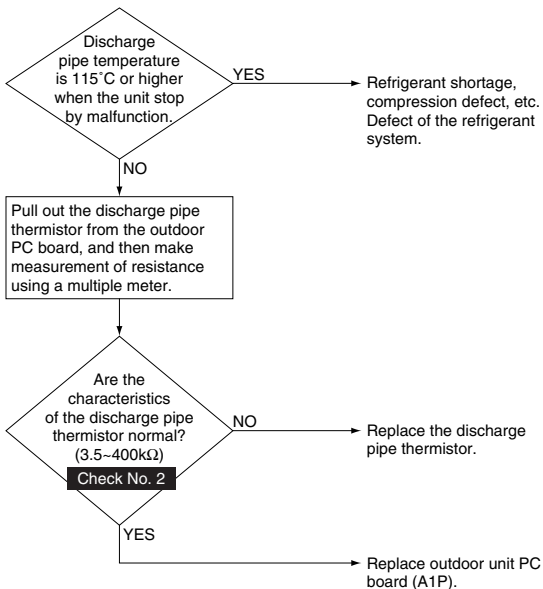 Discharge
pipe temperature
is 115˚C or higher
when the unit stop
by malfunction.
YES
Refrigerant shortage,
compression defect, etc.
Defect of the refrigerant
system.
NO
Pull out the discharge pipe
thermistor from the outdoor
PC board, and then make
measurement of resistance
using a multiple meter.
Are the
characteristics
of the discharge pipe
thermistor normal?
(3.5~400kΩ)
Check No. 2
NO
Replace the discharge
pipe thermistor.
YES
Replace outdoor unit PC
board (A1P).